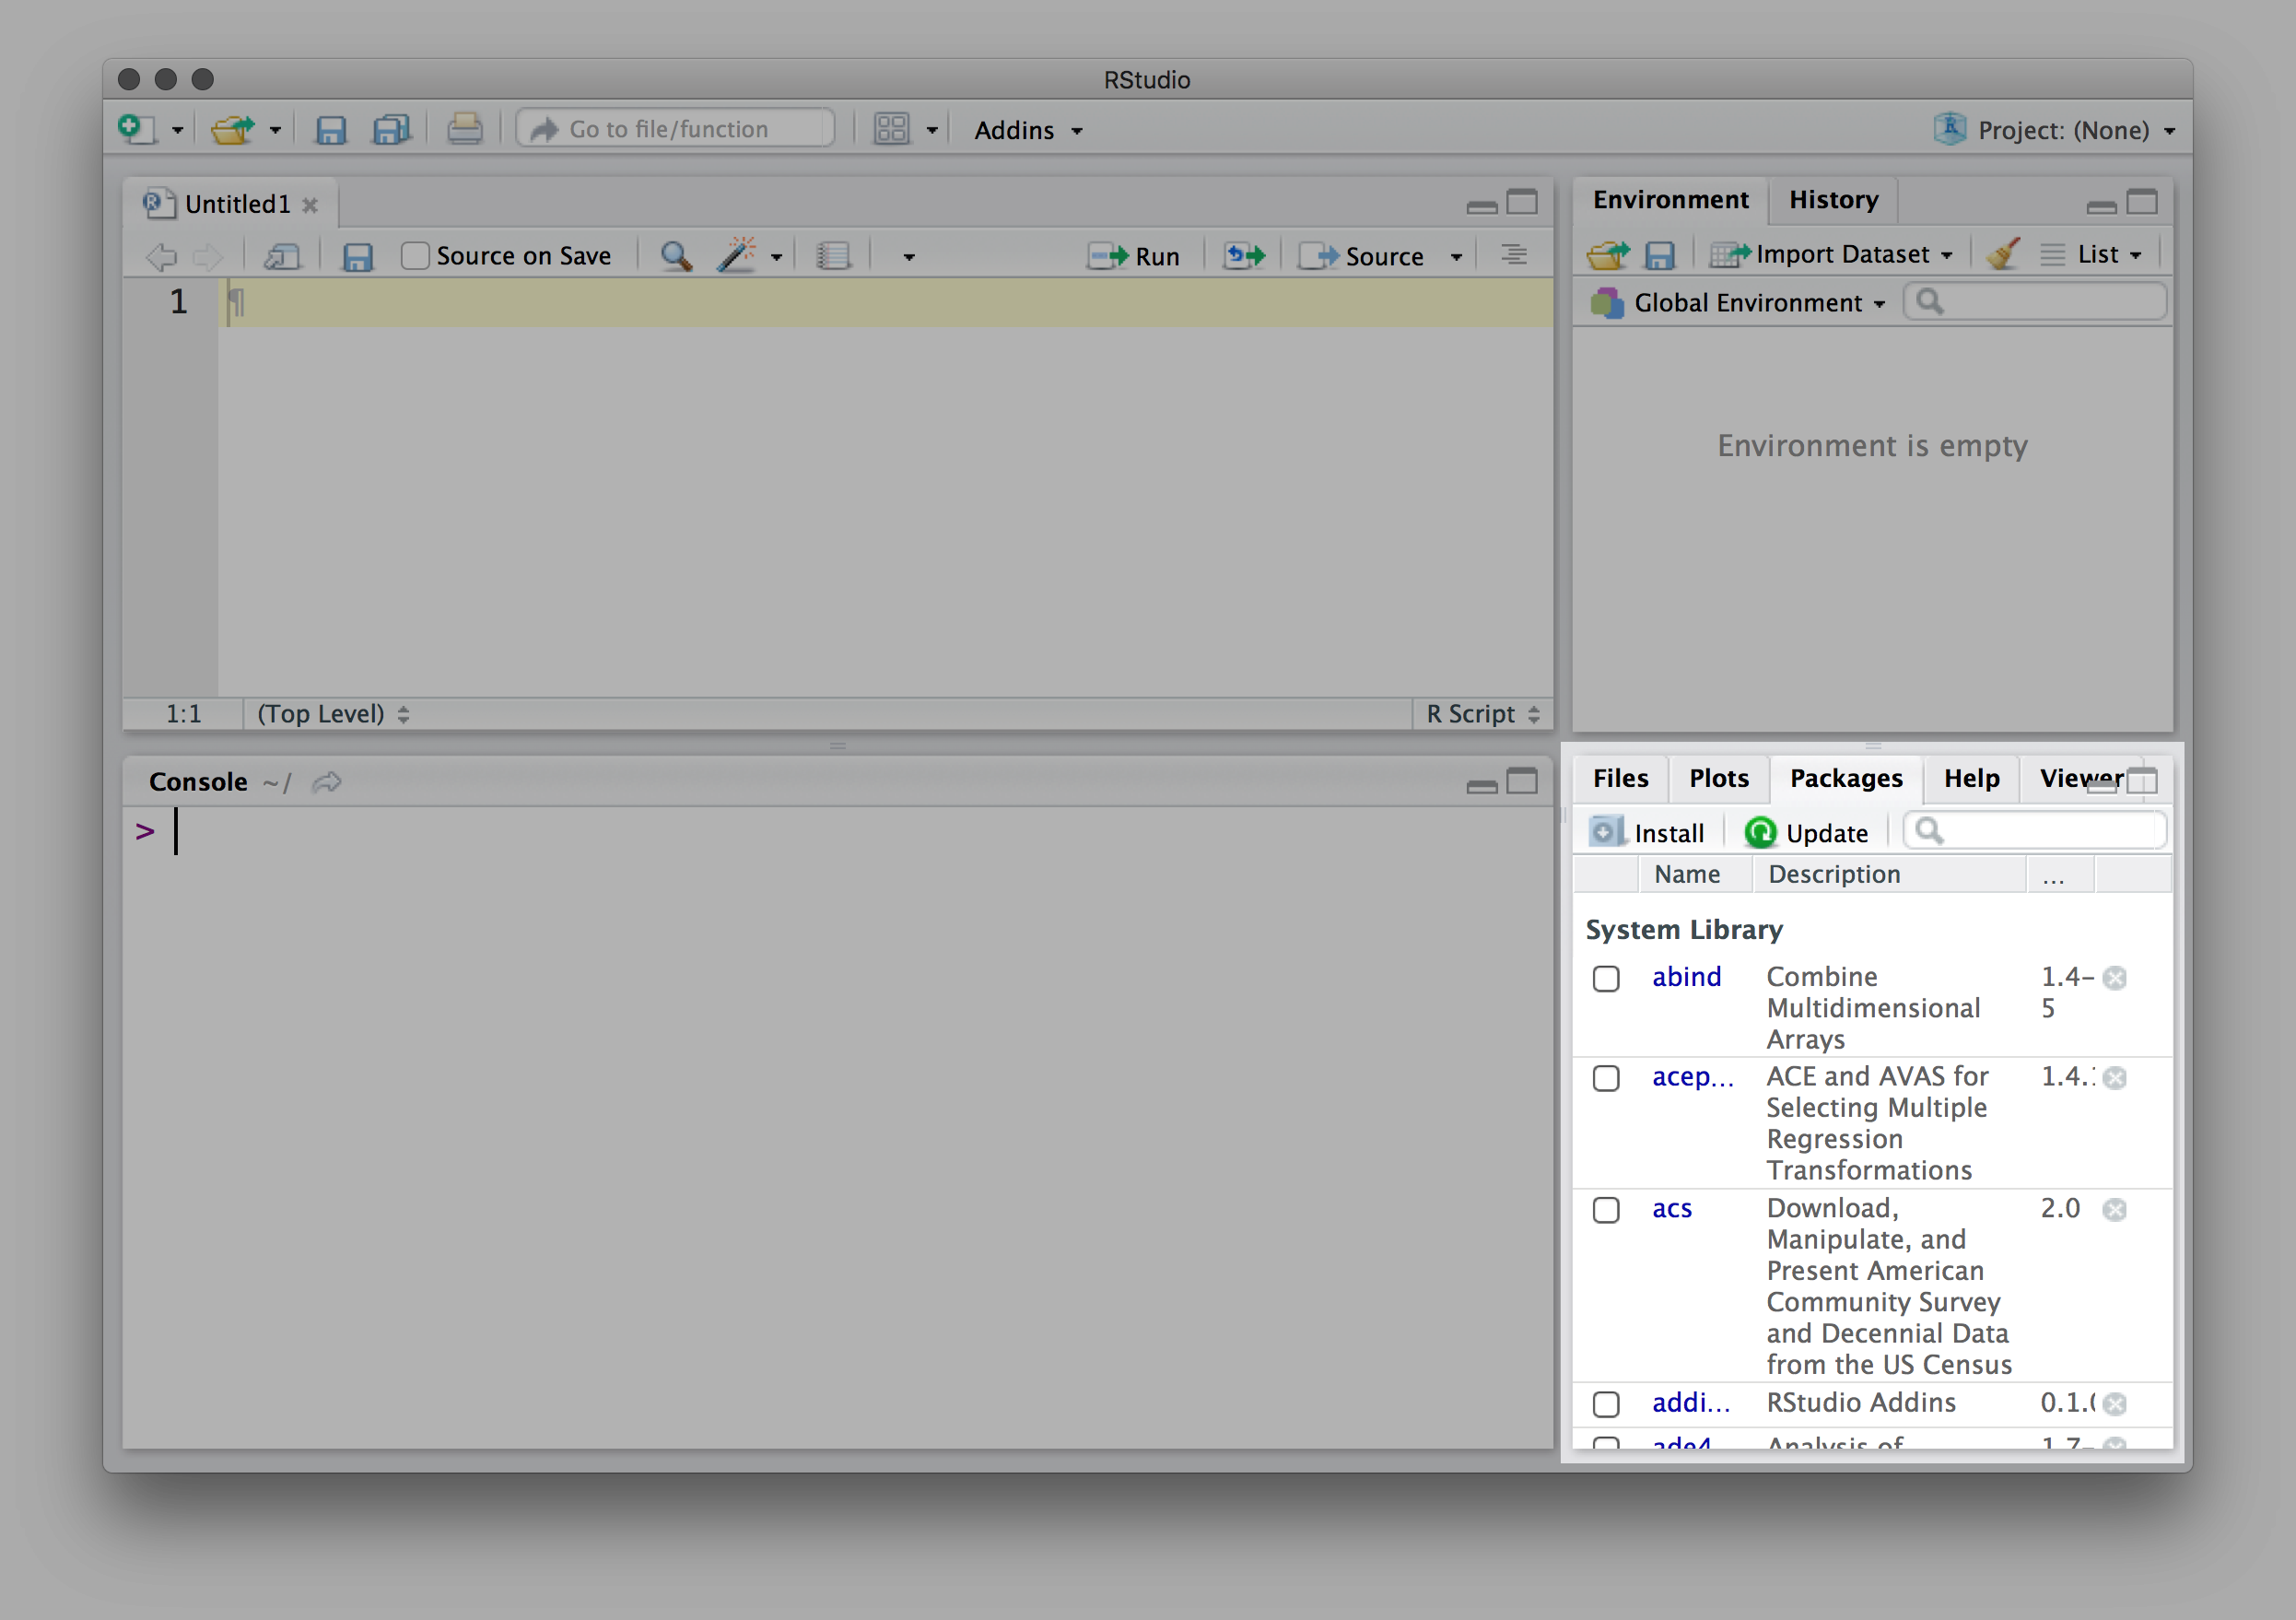 RStudio
Go to file/function
Addins
Project: (None)
Untitled1
Source on Save
Run
Source
1
¶
1:1
(Top Level)
R Script
Environment
History
Import Dataset
List
Global Environment
Environment is empty
Console ~/
>
Files
Plots
Packages
Help
Viewer
Install
Update
Name
Description
...
System Library
abind
Combine
Multidimensional
Arrays
1.4-
5
acep...
ACE and AVAS for
Selecting Multiple
Regression
Transformations
1.4.
acs
Download,
Manipulate, and
Present American
Community Survey
and Decennial Data
from the US Census
2.0
addi...
RStudio Addins
0.1.
ade4
Analysis of
1.7-